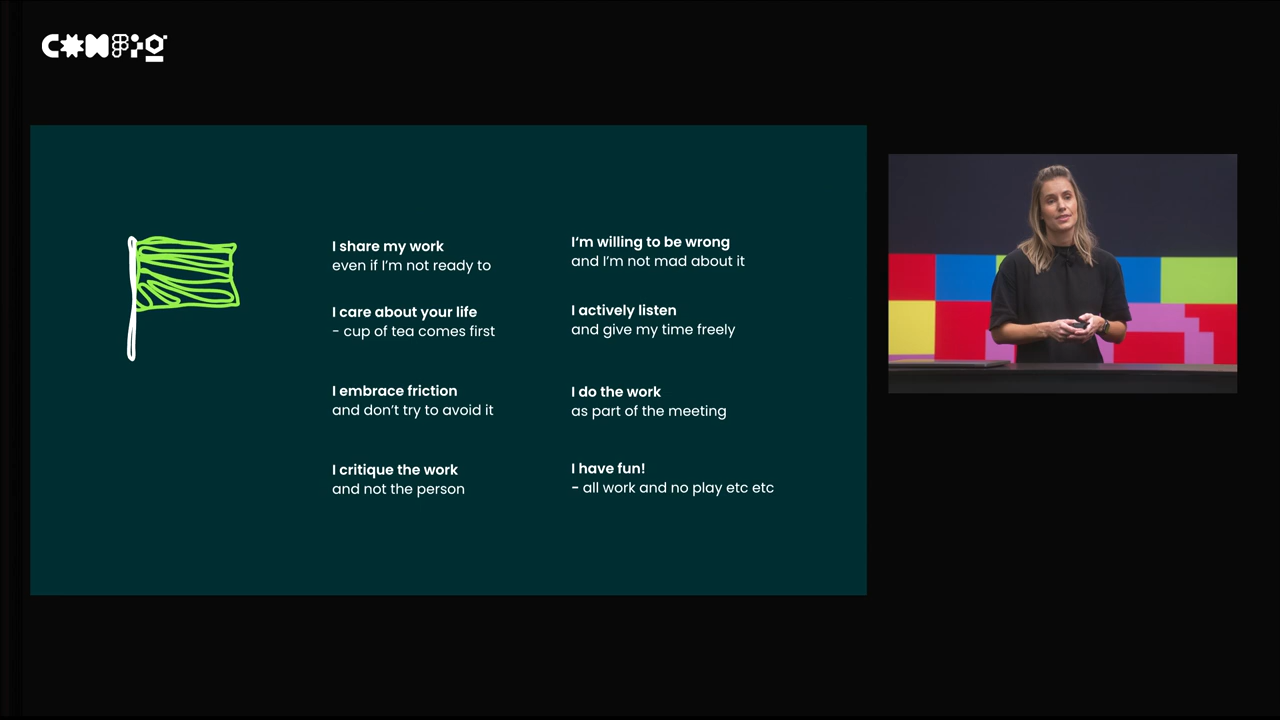 CONFIG
I share my work
even if I'm not ready to
I care about your life
- cup of tea comes first
I embrace friction
and don't try to avoid it
I critique the work
and not the person
I'm willing to be wrong
and I'm not mad about it
I actively listen
and give my time freely
I do the work
as part of the meeting
I have fun!
- all work and no play etc etc